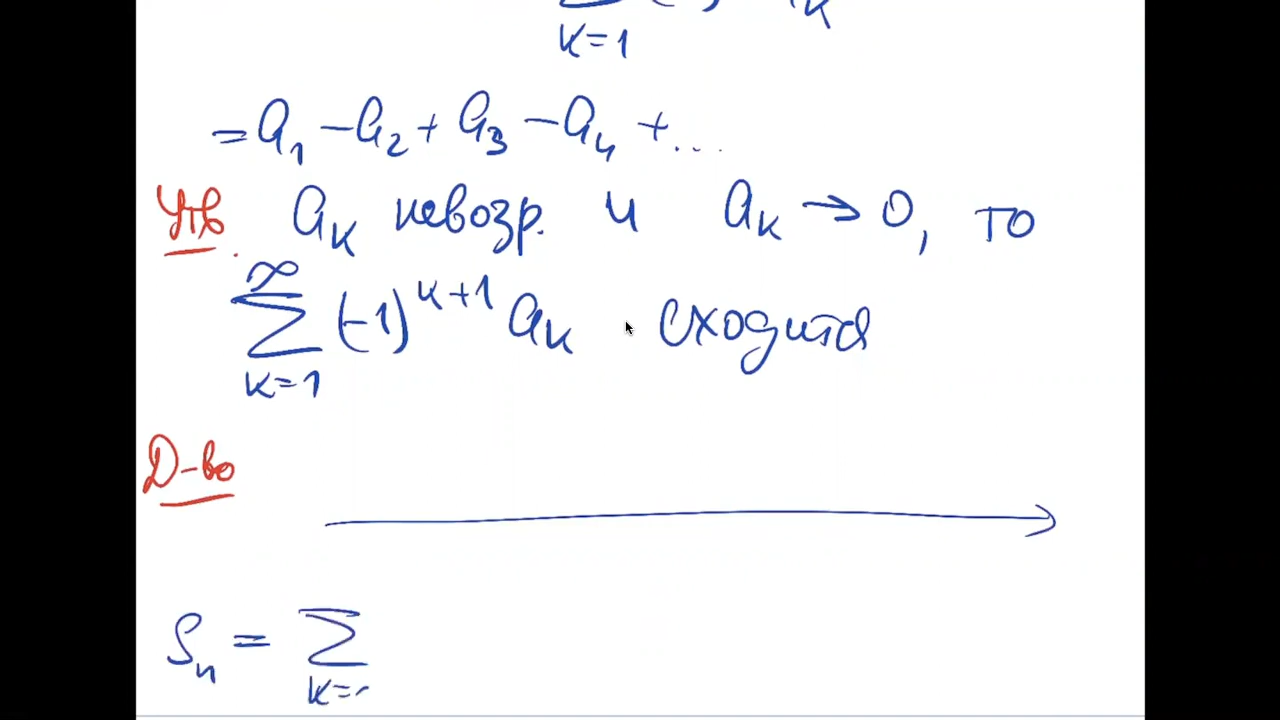 k=1
= a₁ − a₂ + a₃ − a₄ + ...
Утв. aₖ невозр. и aₖ → 0, то
∞
∑ (-1)ᵏ⁺¹ aₖ сходится
k=1
Д-во
Sₙ = ∑
k=